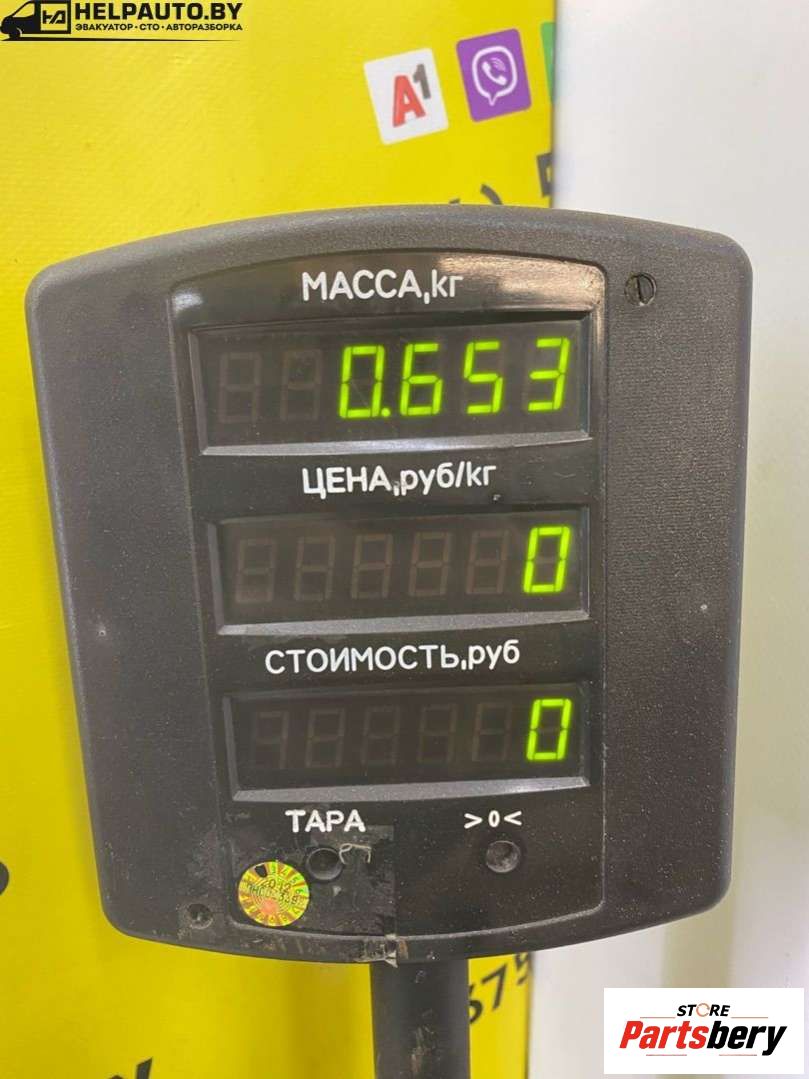 HELPAUTO.BY
ЭВАКУАТОР • СТО • АВТОРАЗБОРКА
A1
МАССА,кг
0.653
ЦЕНА,руб/кг
0
СТОИМОСТЬ,руб
0
ТАРА >0<
675
STORE
Partsbery